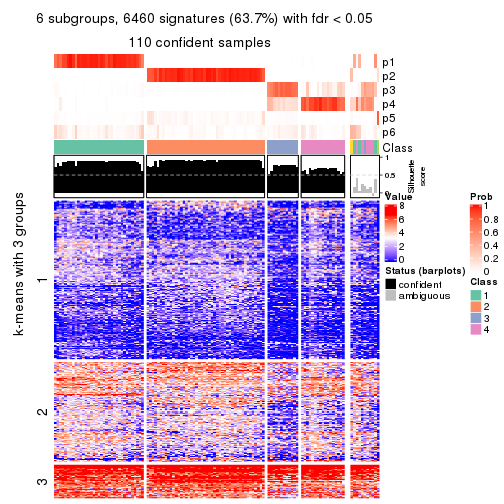 6 subgroups, 6460 signatures (63.7%) with fdr < 0.05
110 confident samples
p1
p2
p3
p4
p5
p6
Class
1
0.5
0
Silhouette
score
k-means with 3 groups
1
2
3
Value
8
6
4
2
0
Status (barplots)
confident
ambiguous
Prob
1
0.8
0.6
0.4
0.2
0
Class
1
2
3
4